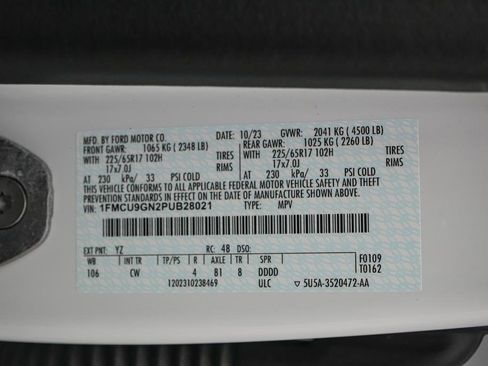 MFD. BY FORD MOTOR CO. 10/23 GVWR: 2041 KG ( 4500 LB)
FRONT GAWR: 1065 KG ( 2348 LB) REAR GAWR: 1025 KG ( 2260 LB)
WITH 225/65R17 102H TIRES WITH 225/65R17 102H TIRES
17x7.0J RIMS 17x7.0J RIMS
AT 230 kPa/ 33 PSI COLD AT 230 kPa/ 33 PSI COLD
THIS VEHICLE CONFORMS TO ALL APPLICABLE FEDERAL MOTOR VEHICLE SAFETY AND THEFT
PREVENTION STANDARDS IN EFFECT ON THE DATE OF MANUFACTURE SHOWN ABOVE.
VIN: 1FMCU9GN2PUB28021 TYPE: MPV
EXT PNT: YZ RC: 48 DSO:
WB INT TR TP/PS R AXLE TR SPR F0109
106 CW 4 81 8 DDDD T0162
1202310238469 ULC 5U5A-3520472-AA